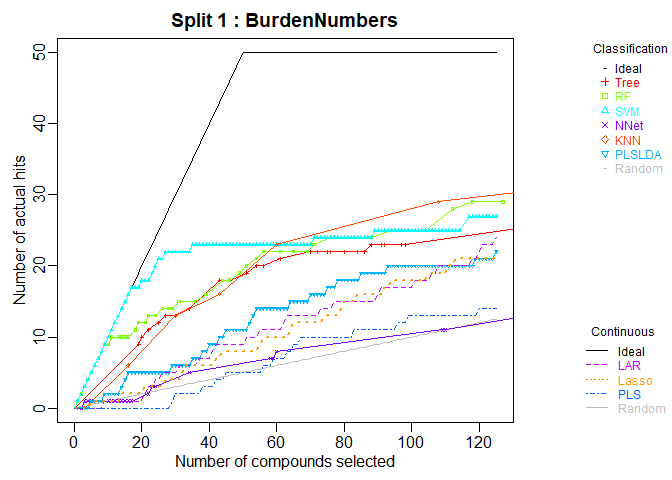 Split 1 : BurdenNumbers
Number of actual hits
50
40
30
20
10
0
0 20 40 60 80 100 120
Number of compounds selected
Classification
Ideal
Tree
RF
SVM
NNet
KNN
PLSLDA
Random
Continuous
Ideal
LAR
Lasso
PLS
Random